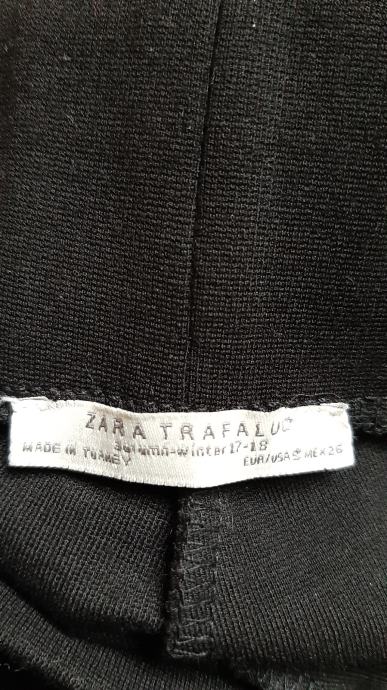 ZARA TRAFALUC
autumn-winter 17-18
MADE IN TURKEY
EUR/USA S MEX 26